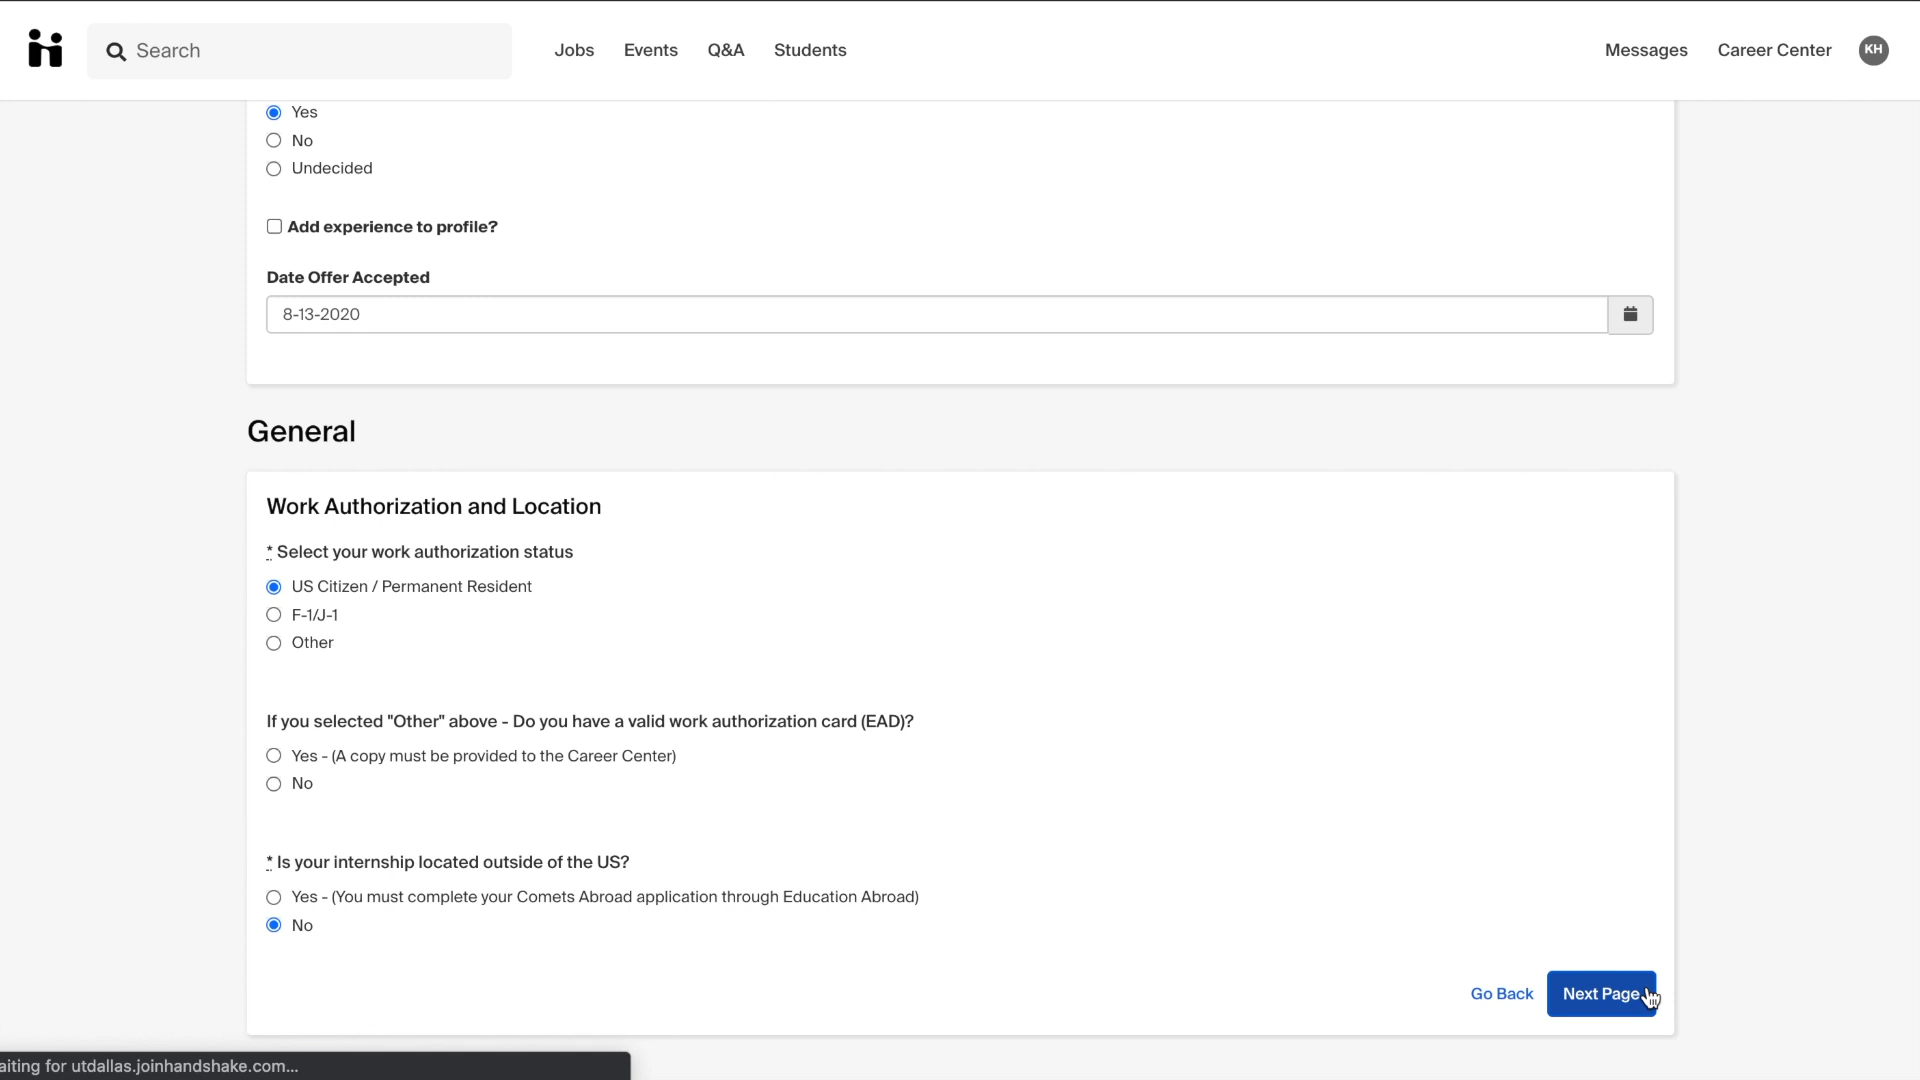 Search
Jobs
Events
Q&A
Students
Messages
Career Center
KH
Yes
No
Undecided
Add experience to profile?
Date Offer Accepted
8-13-2020
General
Work Authorization and Location
* Select your work authorization status
US Citizen / Permanent Resident
F-1/J-1
Other
If you selected "Other" above - Do you have a valid work authorization card (EAD)?
Yes - (A copy must be provided to the Career Center)
No
* Is your internship located outside of the US?
Yes - (You must complete your Comets Abroad application through Education Abroad)
No
Go Back
Next Page
aiting for utdallas.joinhandshake.com...